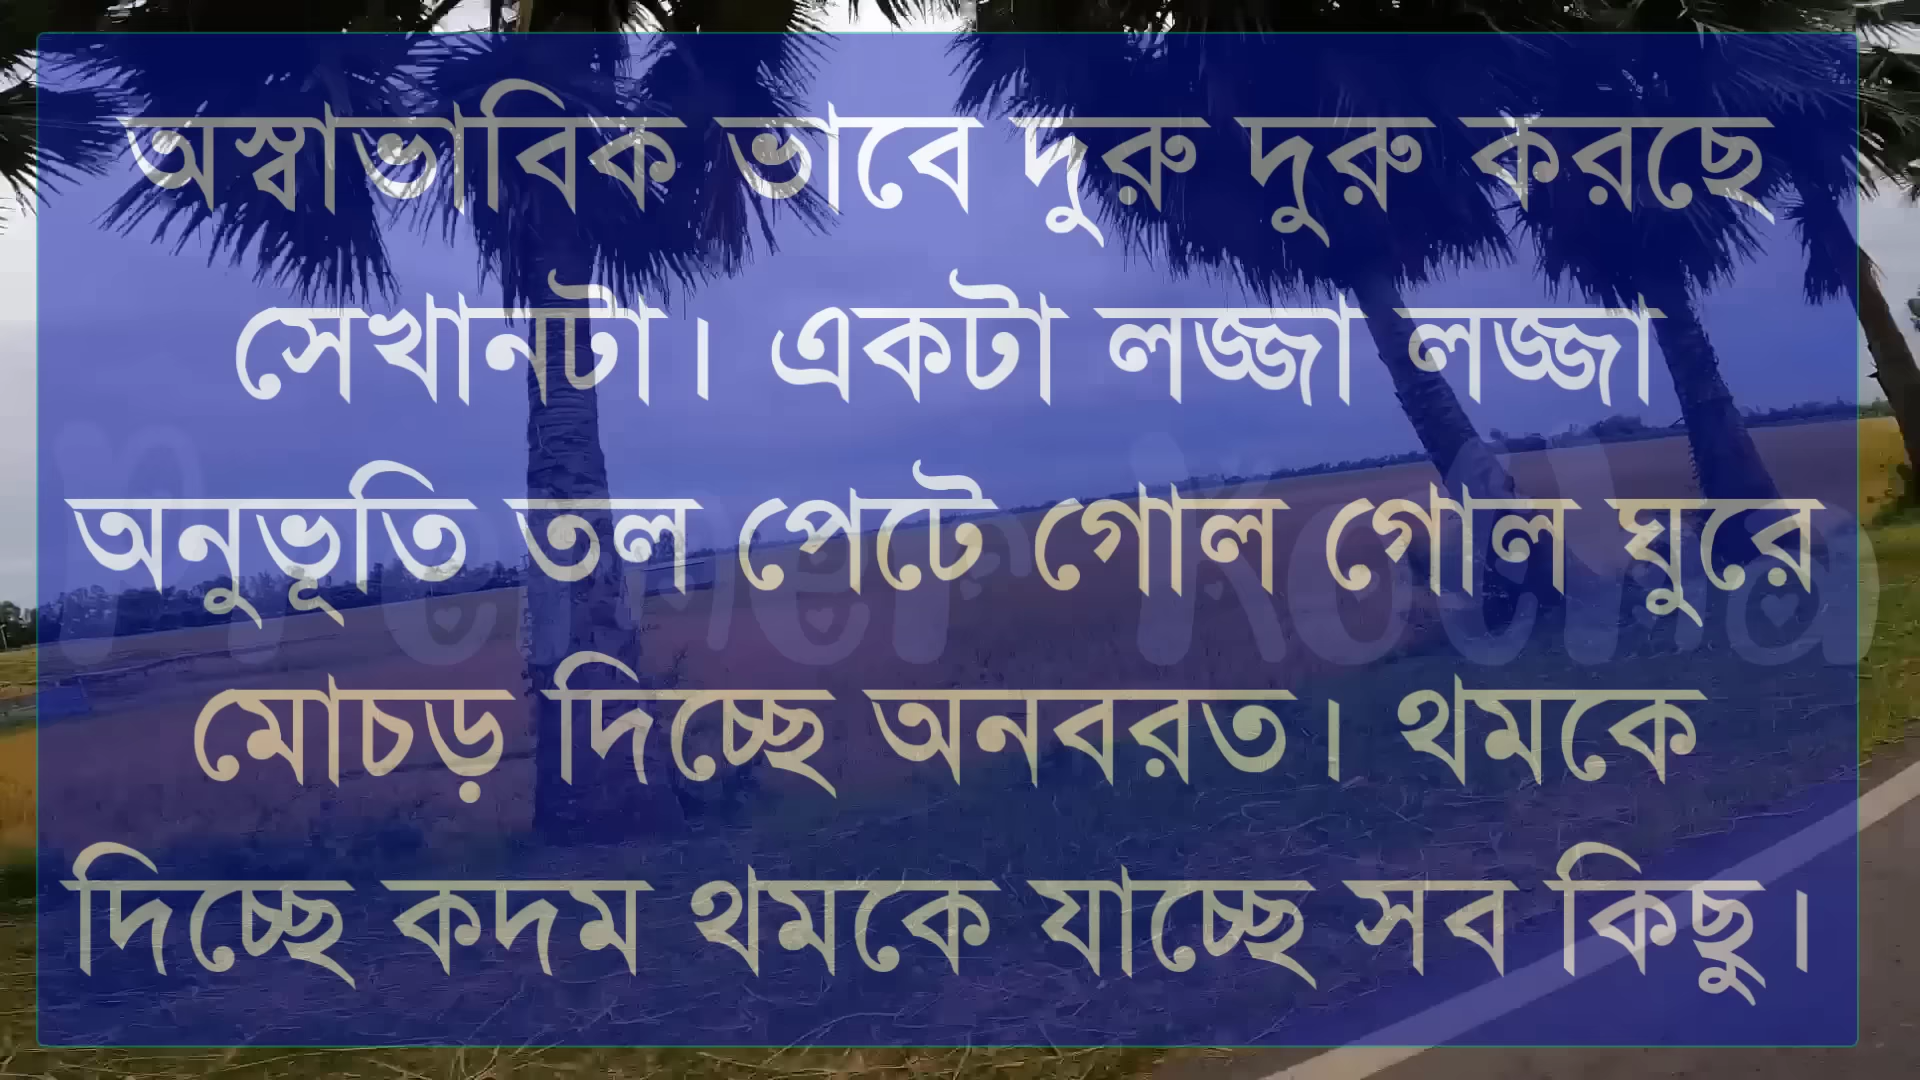 অস্বাভাবিক ভাবে দুরু দুরু করছে
সেখানটা। একটা লজ্জা লজ্জা
অনুভূতি তল পেটে গোল গোল ঘুরে
মোচড় দিচ্ছে অনবরত। থমকে
দিচ্ছে কদম থমকে যাচ্ছে সব কিছু।